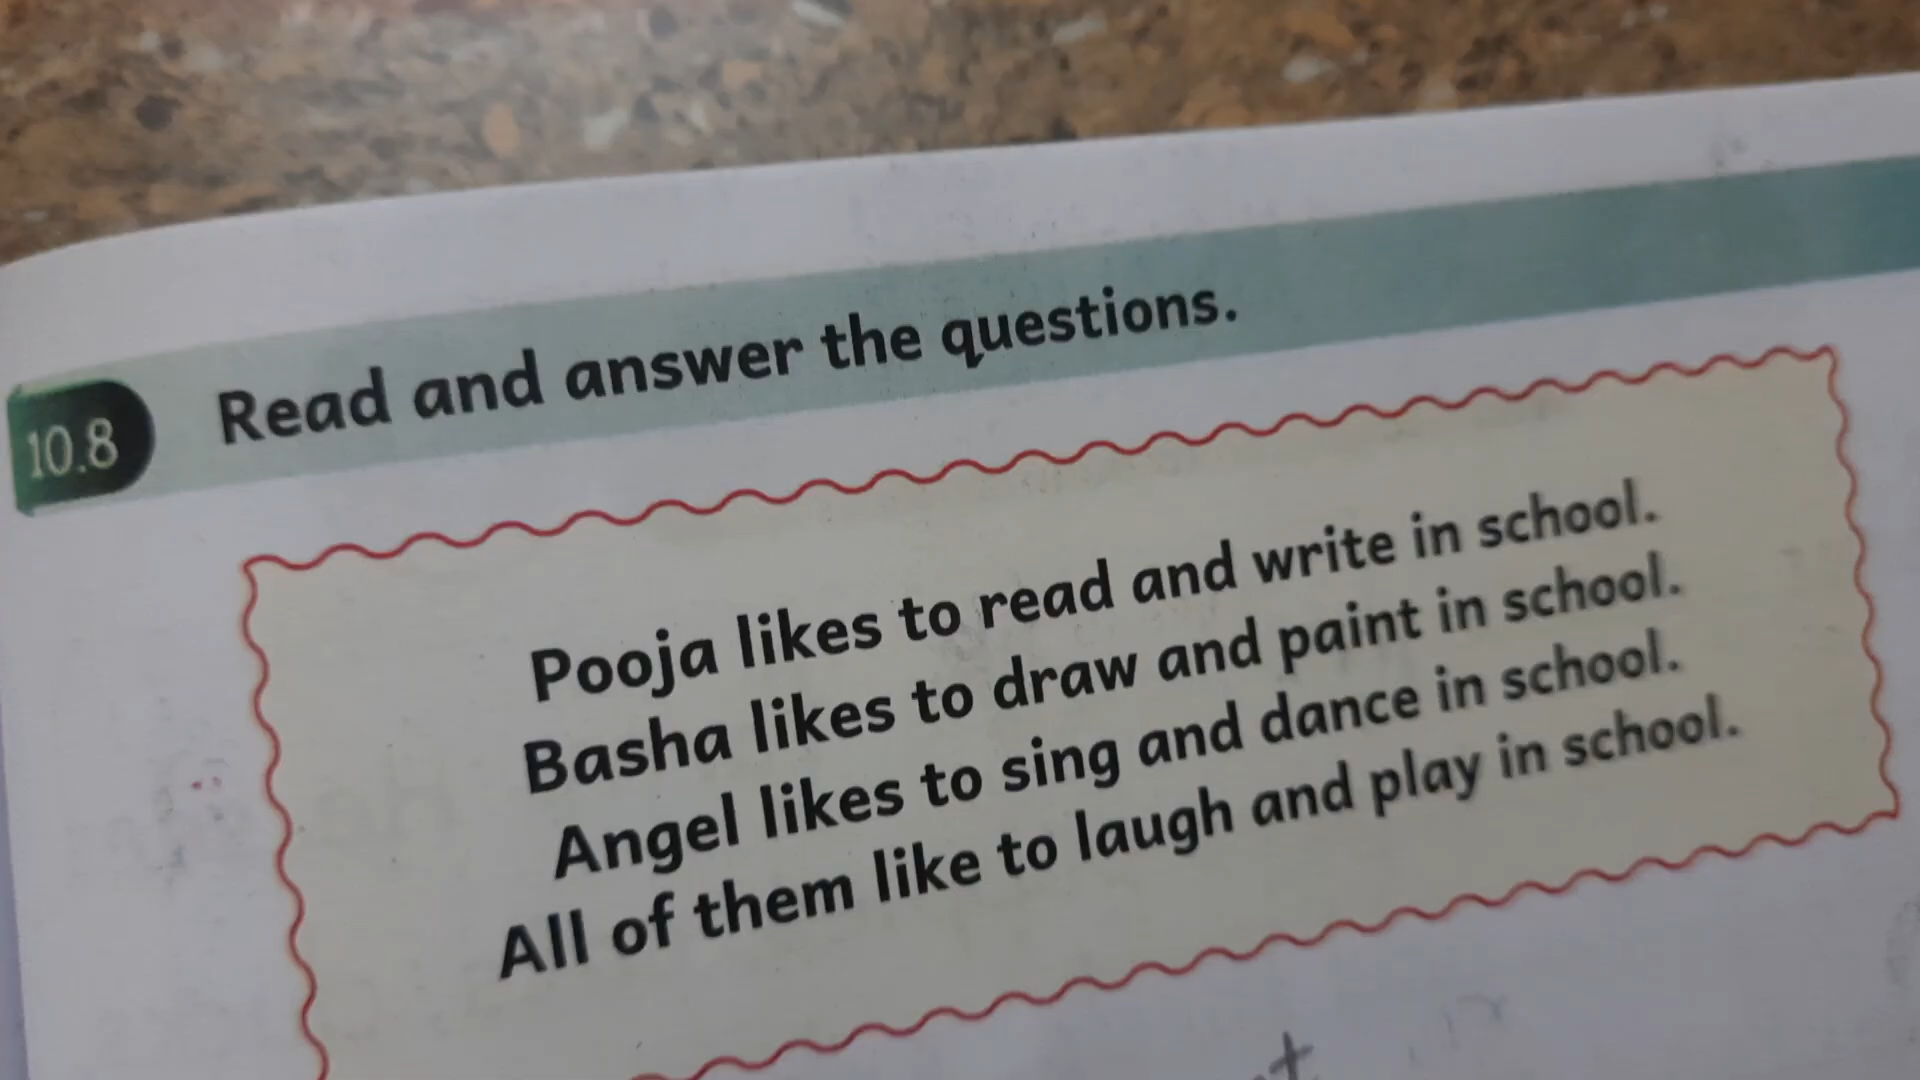 10.8 Read and answer the questions.
Pooja likes to read and write in school.
Basha likes to draw and paint in school.
Angel likes to sing and dance in school.
All of them like to laugh and play in school.